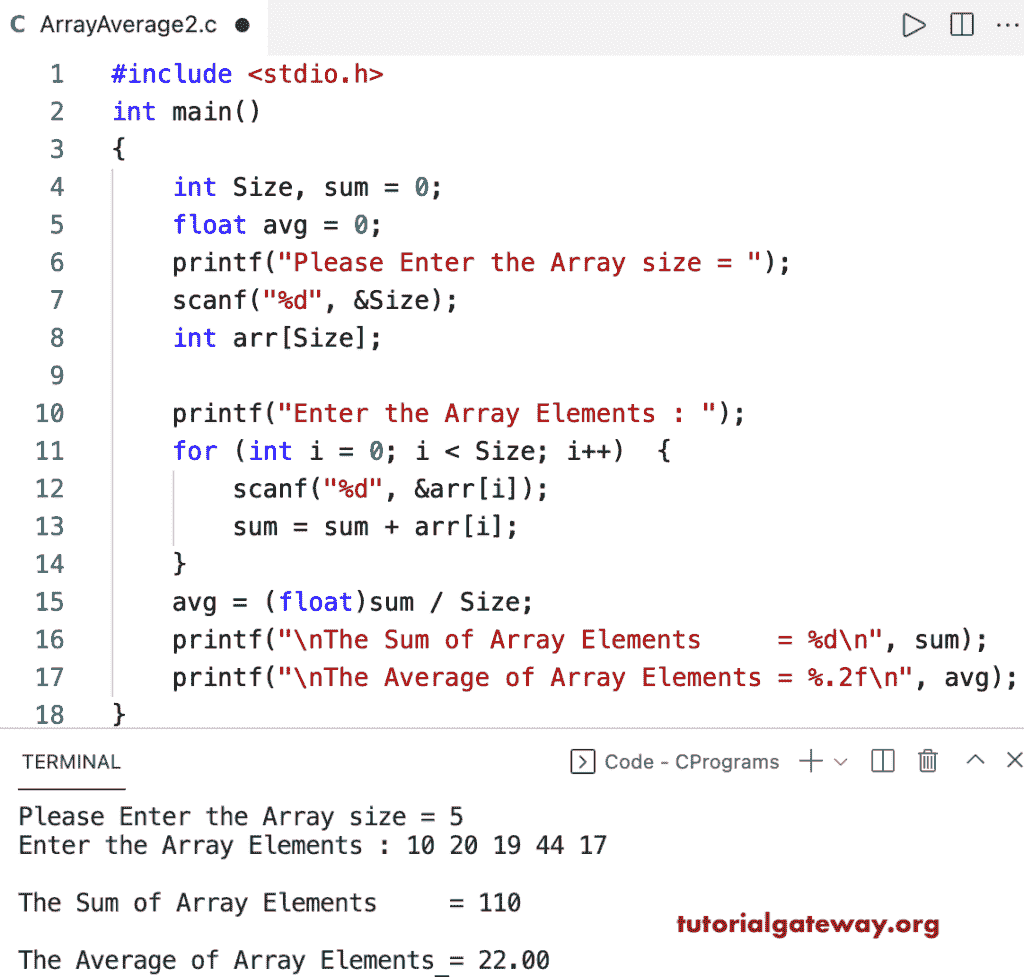 C ArrayAverage2.c
1 #include <stdio.h>
2 int main()
3 {
4 int Size, sum = 0;
5 float avg = 0;
6 printf("Please Enter the Array size = ");
7 scanf("%d", &Size);
8 int arr[Size];
9
10 printf("Enter the Array Elements : ");
11 for (int i = 0; i < Size; i++)  {
12 scanf("%d", &arr[i]);
13 sum = sum + arr[i];
14 }
15 avg = (float)sum / Size;
16 printf("\nThe Sum of Array Elements     = %d\n", sum);
17 printf("\nThe Average of Array Elements = %.2f\n", avg);
18 }
TERMINAL Code - CPrograms
Please Enter the Array size = 5
Enter the Array Elements : 10 20 19 44 17
The Sum of Array Elements     = 110
tutorialgateway.org
The Average of Array Elements = 22.00